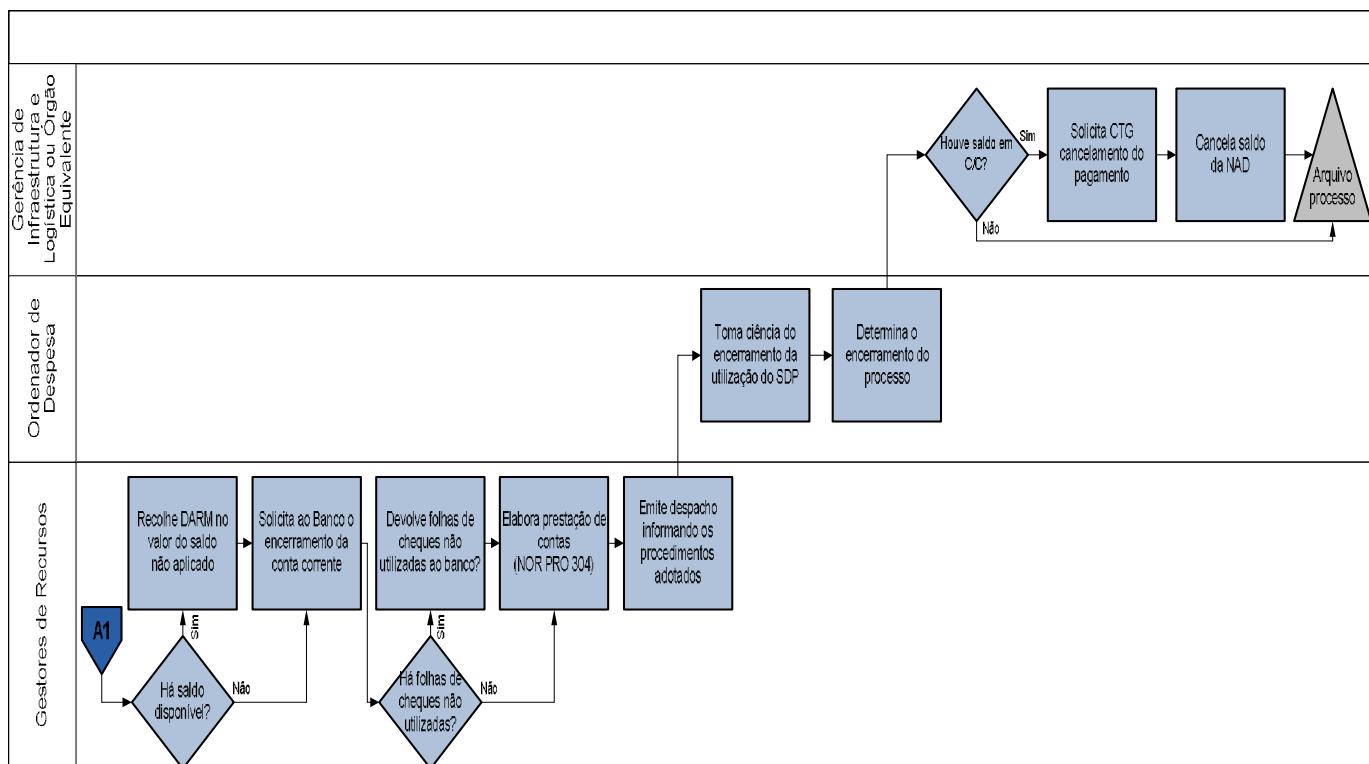 Gerência de
Infraestrutura e
Logística ou Órgão
Equivalente
Houve saldo em
C/C?
Sim
Não
Solicita CTG
cancelamento do
pagamento
Cancela saldo
da NAD
Arquivo
processo
Ordenador de
Despesa
Toma ciência do
encerramento da
utilização do SDP
Determina o
encerramento do
processo
Gestores de Recursos
A1
Há saldo
disponível?
Sim
Não
Recolhe DARM no
valor do saldo
não aplicado
Solicita ao Banco o
encerramento da
conta corrente
Há folhas de
cheques não
utilizadas?
Sim
Não
Devolve folhas de
cheques não
utilizadas ao banco?
Elabora prestação de
contas
(NOR PRO 304)
Emite despacho
informando os
procedimentos
adotados